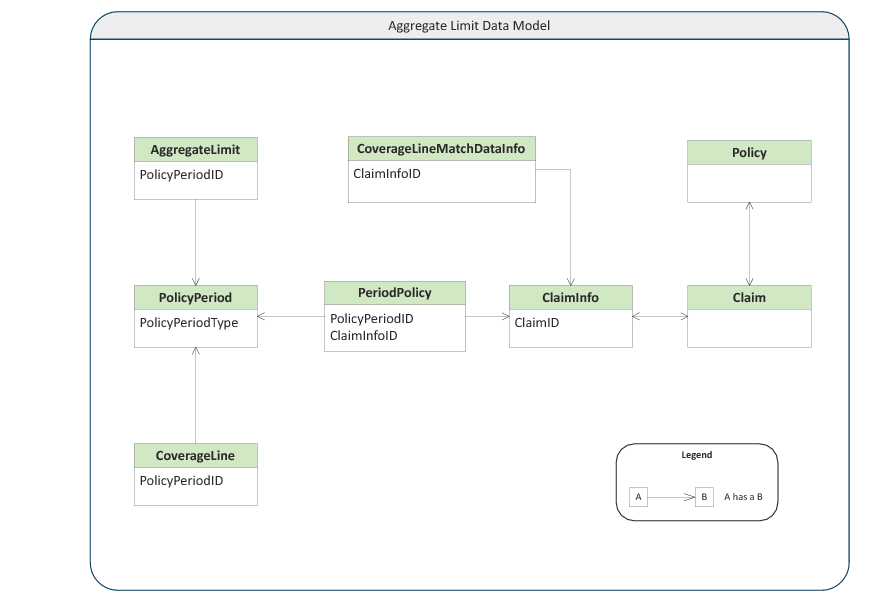 Aggregate Limit Data Model
AggregateLimit
PolicyPeriodID
CoverageLineMatchDataInfo
ClaimInfoID
Policy
PolicyPeriod
PolicyPeriodType
PeriodPolicy
PolicyPeriodID
ClaimInfoID
ClaimInfo
ClaimID
Claim
CoverageLine
PolicyPeriodID
Legend
A B A has a B